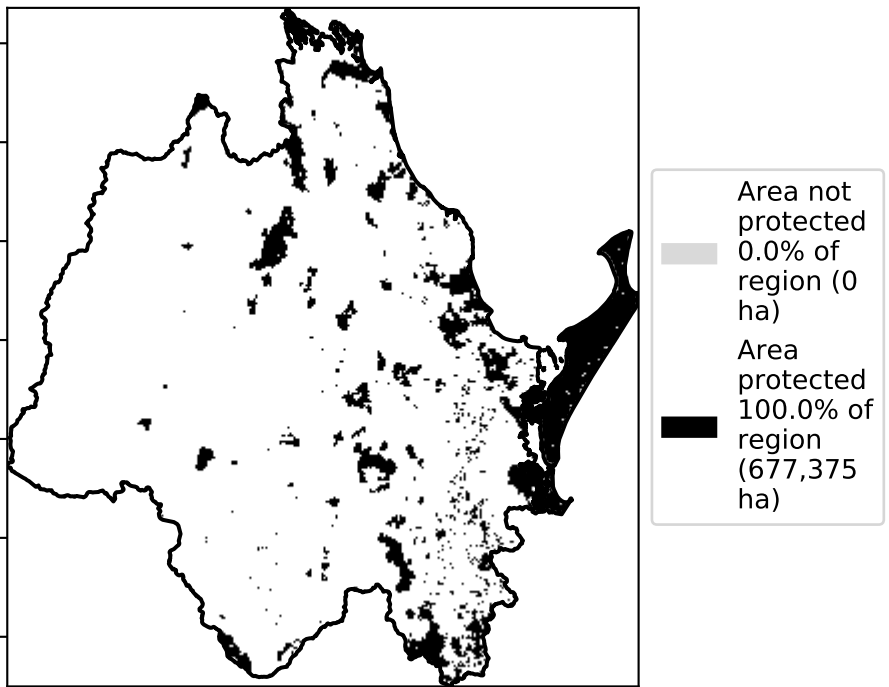 Area not
protected
0.0% of
region (0
ha)
Area
protected
100.0% of
region
(677,375
ha)